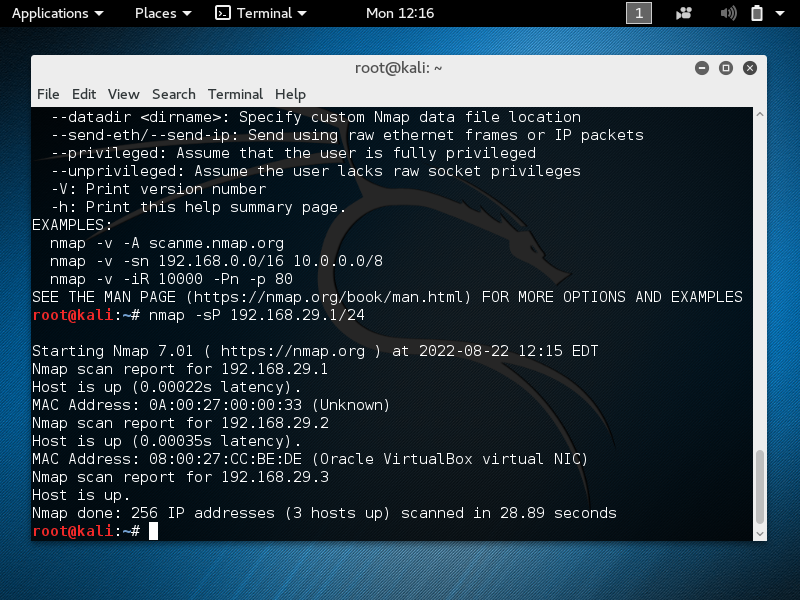 Applications Places Terminal Mon 12:16 1
root@kali: ~
File Edit View Search Terminal Help
--datadir <dirname>: Specify custom Nmap data file location
--send-eth/--send-ip: Send using raw ethernet frames or IP packets
--privileged: Assume that the user is fully privileged
--unprivileged: Assume the user lacks raw socket privileges
-V: Print version number
-h: Print this help summary page.
EXAMPLES:
nmap -v -A scanme.nmap.org
nmap -v -sn 192.168.0.0/16 10.0.0.0/8
nmap -v -iR 10000 -Pn -p 80
SEE THE MAN PAGE (https://nmap.org/book/man.html) FOR MORE OPTIONS AND EXAMPLES
root@kali:~# nmap -sP 192.168.29.1/24
Starting Nmap 7.01 ( https://nmap.org ) at 2022-08-22 12:15 EDT
Nmap scan report for 192.168.29.1
Host is up (0.00022s latency).
MAC Address: 0A:00:27:00:00:33 (Unknown)
Nmap scan report for 192.168.29.2
Host is up (0.00035s latency).
MAC Address: 08:00:27:CC:BE:DE (Oracle VirtualBox virtual NIC)
Nmap scan report for 192.168.29.3
Host is up.
Nmap done: 256 IP addresses (3 hosts up) scanned in 28.89 seconds
root@kali:~#